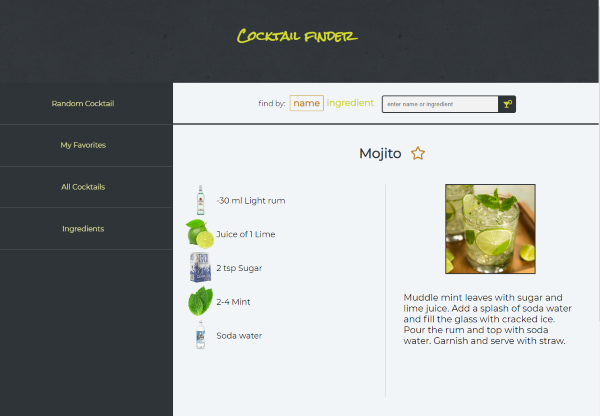 Cocktail finder
Random Cocktail
My Favorites
All Cocktails
Ingredients
find by: name ingredient enter name or ingredient
Mojito
-30 ml Light rum
Juice of 1 Lime
2 tsp Sugar
2-4 Mint
Soda water
Muddle mint leaves with sugar and
lime juice. Add a splash of soda water
and fill the glass with cracked ice.
Pour the rum and top with soda
water. Garnish and serve with straw.